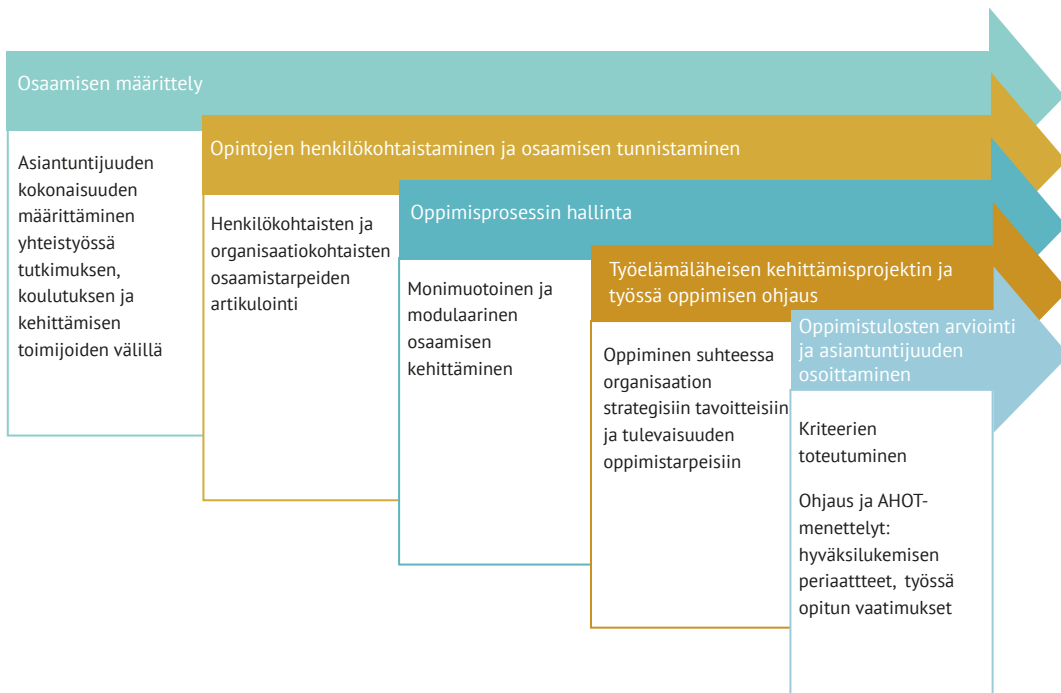 Osaamisen määrittely
Asiantuntijuuden
kokonaisuuden
määrittäminen
yhteistyössä
tutkimuksen,
koulutuksen ja
kehittämisen
toimijoiden välillä
Opintojen henkilökohtaistaminen ja osaamisen tunnistaminen
Henkilökohtaisten ja
organisaatiokohtaisten
osaamistarpeiden
artikulointi
Oppimisprosessin hallinta
Monimuotoinen ja
modulaarinen
osaamisen
kehittäminen
Työelämäläheisen kehittämisprojektin ja
työssä oppimisen ohjaus
Oppiminen suhteessa
organisaation
strategisiin tavoitteisiin
ja tulevaisuuden
oppimistarpeisiin
Oppimistulosten arviointi
ja asiantuntijuuden
osoittaminen
Kriteerien
toteutuminen
Ohjaus ja AHOT-
menettelyt:
hyväksilukemisen
periaattteet, työssä
opitun vaatimukset